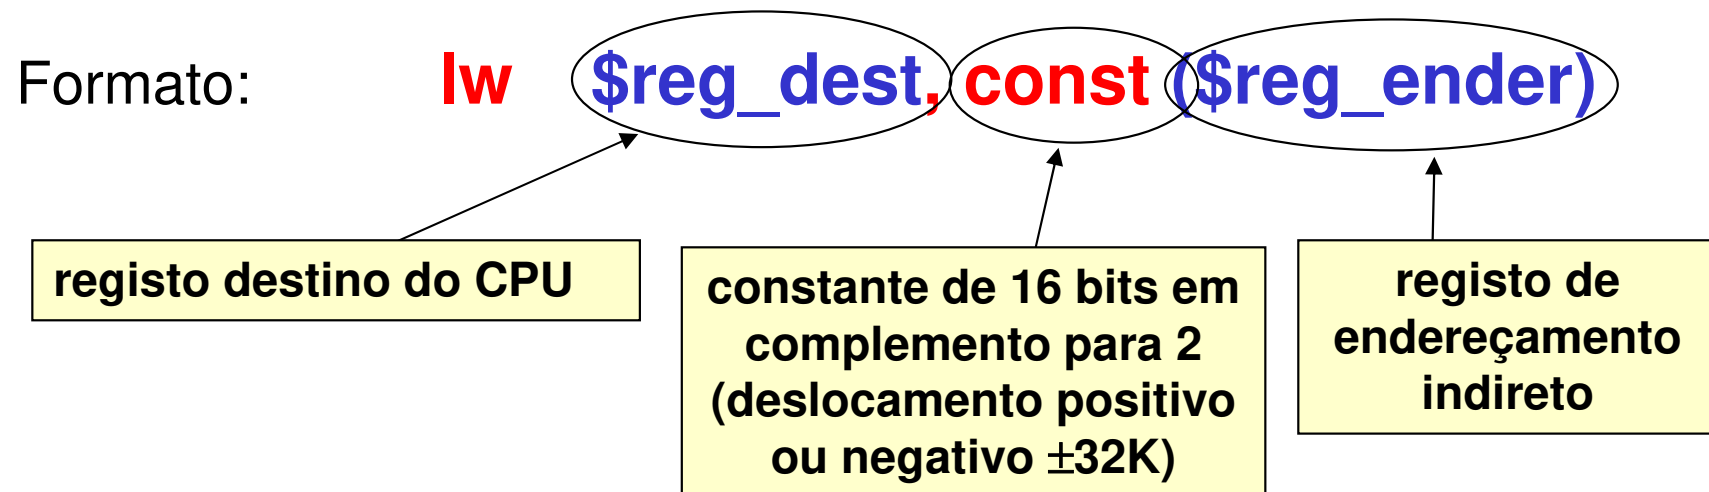 Formato: lw $reg_dest, const ($reg_ender)
registo destino do CPU
constante de 16 bits em
complemento para 2
(deslocamento positivo
ou negativo ±32K)
registo de
endereçamento
indireto